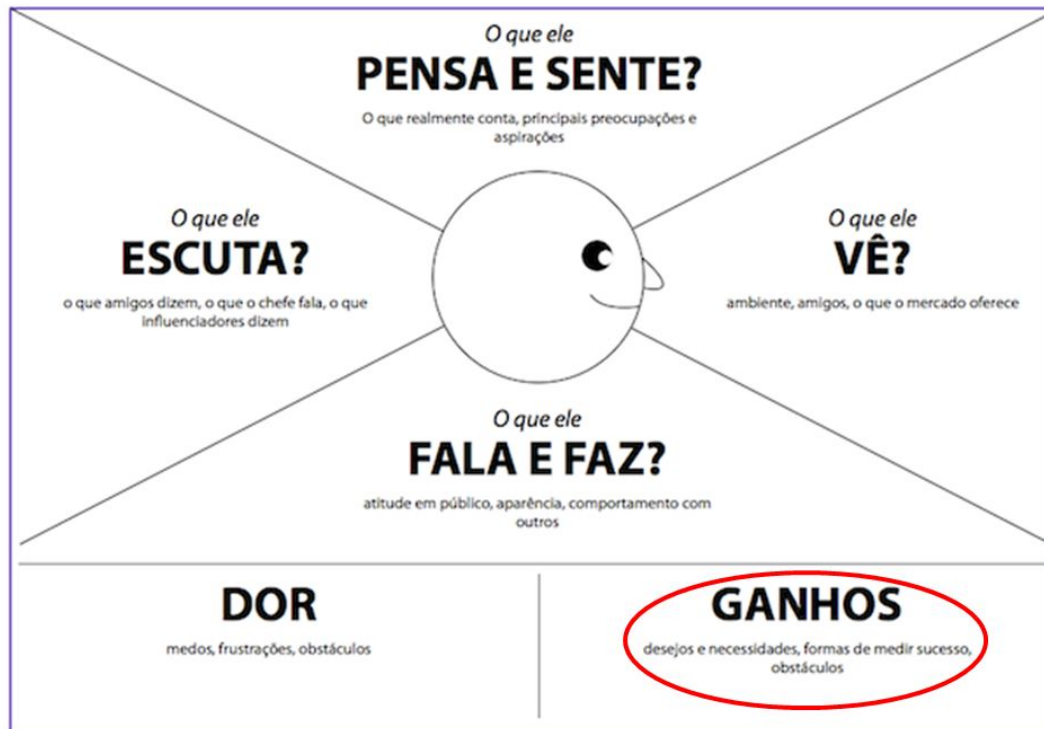 O que ele
PENSA E SENTE?
O que realmente conta, principais preocupações e
aspirações
O que ele
ESCUTA?
o que amigos dizem, o que o chefe fala, o que
influenciadores dizem
O que ele
VÊ?
ambiente, amigos, o que o mercado oferece
O que ele
FALA E FAZ?
atitude em público, aparência, comportamento com
outros
DOR
medos, frustrações, obstáculos
GANHOS
desejos e necessidades, formas de medir sucesso,
obstáculos